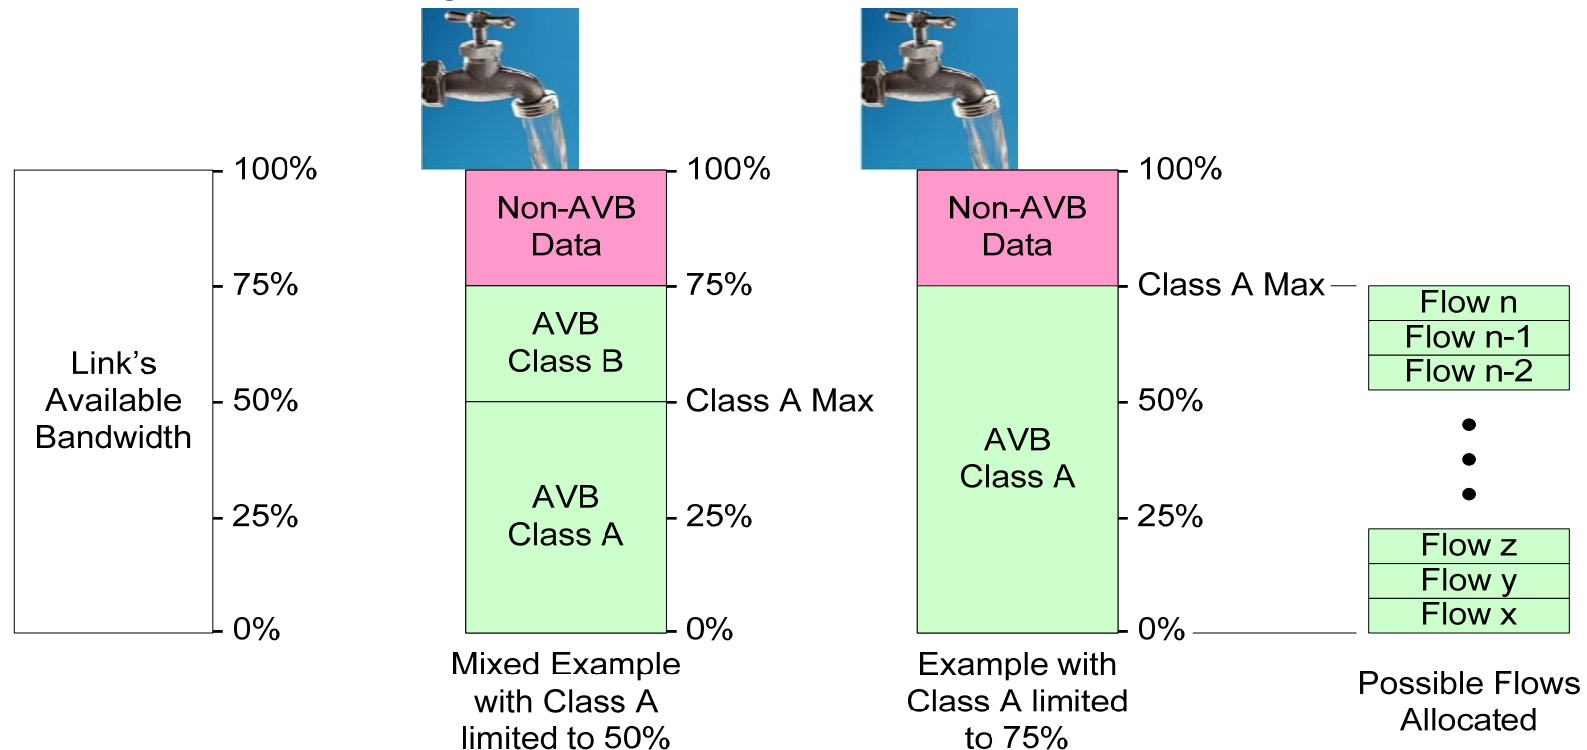 100%
75%
50%
25%
0%
Link's
Available
Bandwidth
100%
75%
Class A Max
25%
0%
Non-AVB
Data
AVB
Class B
AVB
Class A
Mixed Example
with Class A
limited to 50%
100%
Class A Max
50%
25%
0%
Non-AVB
Data
AVB
Class A
Example with
Class A limited
to 75%
Flow n
Flow n-1
Flow n-2
Flow z
Flow y
Flow x
Possible Flows
Allocated